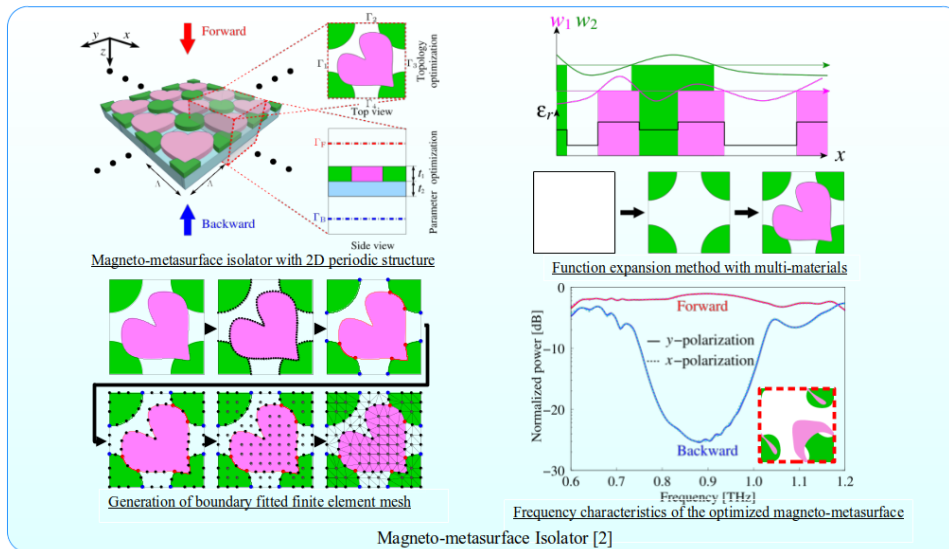 Forward
y
x
z
Λ
Λ
Backward
Γ₂
Γ₁
Γ₃
Γ₄
Top view
Topology
optimization
Γ_F
t₁
t₂
Γ_B
Side view
Parameter optimization
Magneto-metasurface isolator with 2D periodic structure
w₁ w₂
εᵣ
x
Function expansion method with multi-materials
Generation of boundary fitted finite element mesh
0
−10
−20
−30
Normalized power [dB]
Forward
y−polarization
x−polarization
Backward
0.6 0.7 0.8 0.9 1.0 1.1 1.2
Frequency [THz]
Frequency characteristics of the optimized magneto-metasurface
Magneto-metasurface Isolator [2]